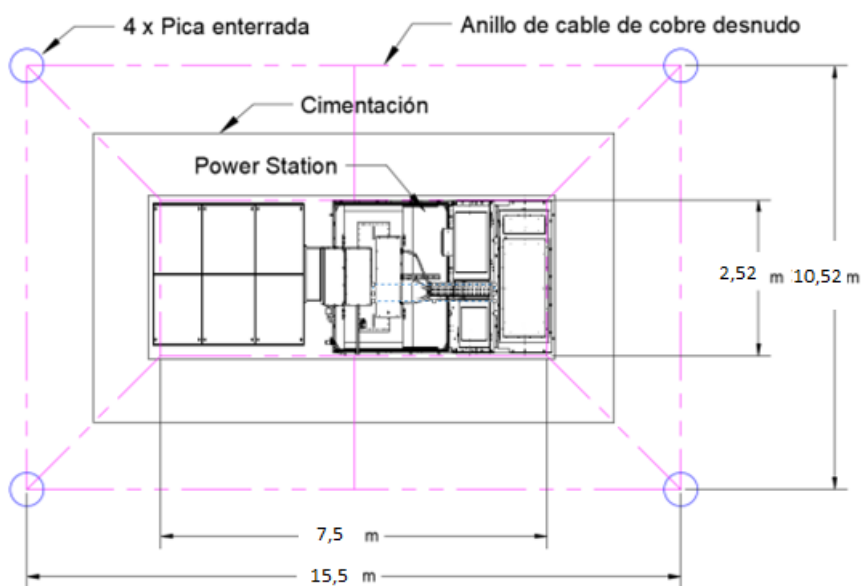 4 x Pica enterrada
Anillo de cable de cobre desnudo
Cimentación
Power Station
2,52 m
10,52 m
7,5 m
15,5 m